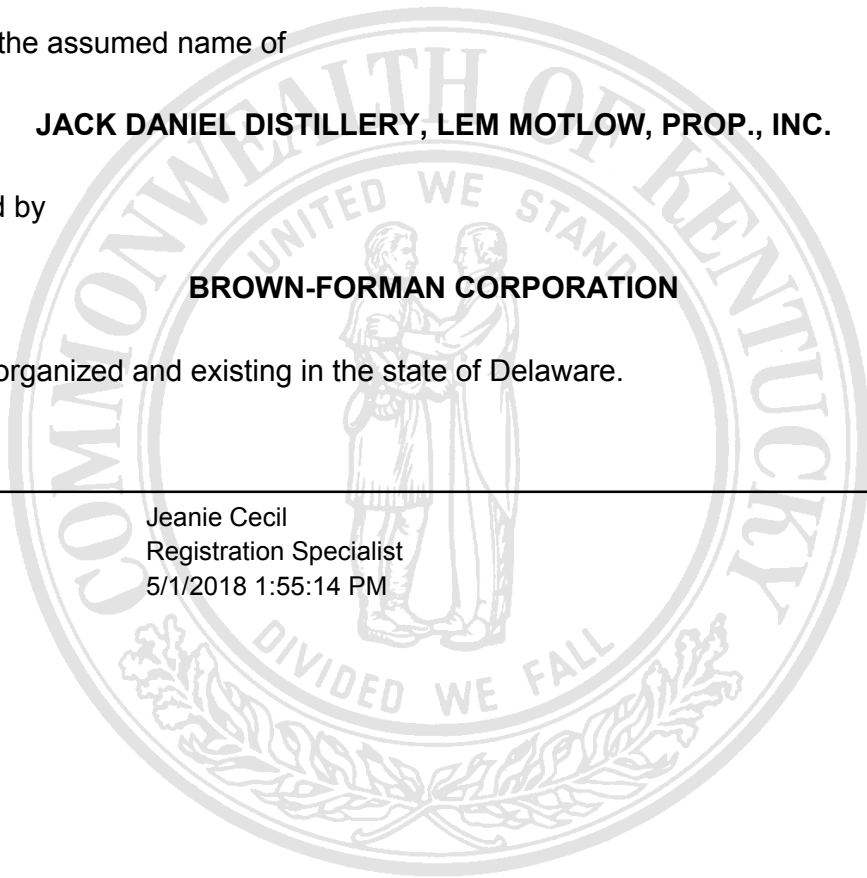 the assumed name of
JACK DANIEL DISTILLERY, LEM MOTLOW, PROP., INC.
d by
BROWN-FORMAN CORPORATION
organized and existing in the state of Delaware.
Jeanie Cecil
Registration Specialist
5/1/2018 1:55:14 PM
COMMONWEALTH OF KENTUCKY
UNITED WE STAND
DIVIDED WE FALL